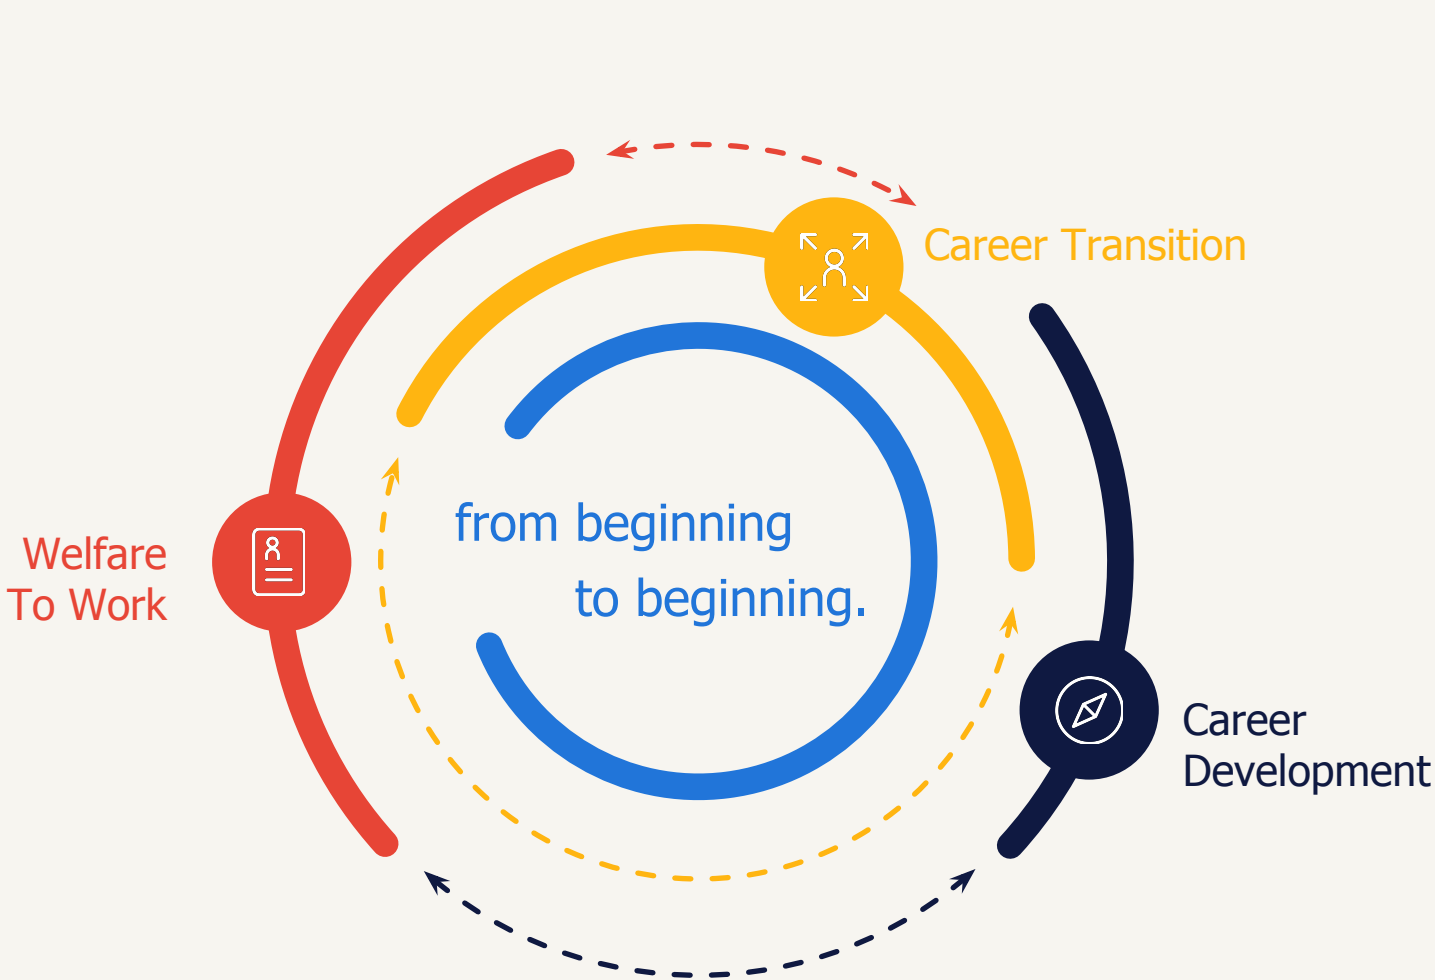 Career Transition
from beginning
to beginning.
Welfare
To Work
Career
Development